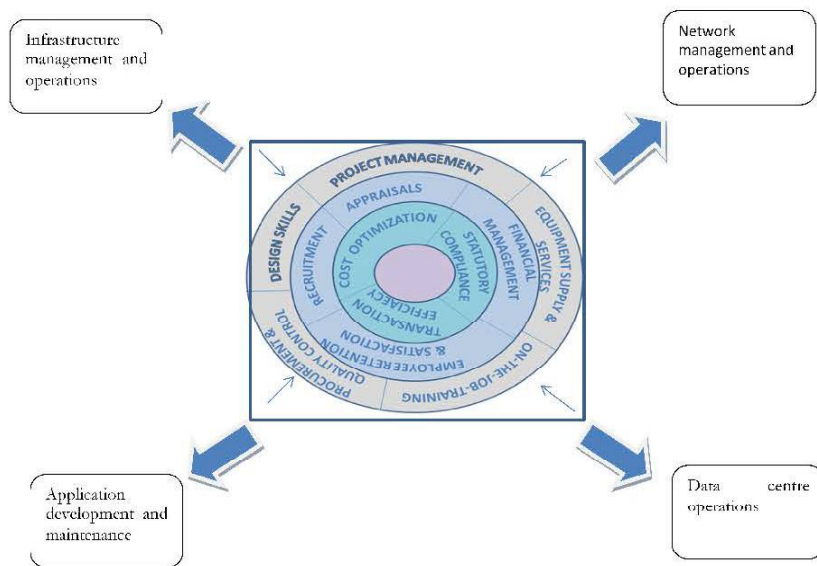 Infrastructure
management and
operations
Network
management and
operations
PROJECT MANAGEMENT
DESIGN SKILLS
EQUIPMENT SUPPLY &
SERVICES
PROCUREMENT &
QUALITY CONTROL
ON-THE-JOB-TRAINING
APPRAISALS
RECRUITMENT
FINANCIAL
MANAGEMENT
EMPLOYEE RETENTION
& SATISFACTION
COST OPTIMIZATION
STATUTORY
COMPLIANCE
TRANSACTION
EFFICIAECY
Application
development and
maintenance
Data centre
operations